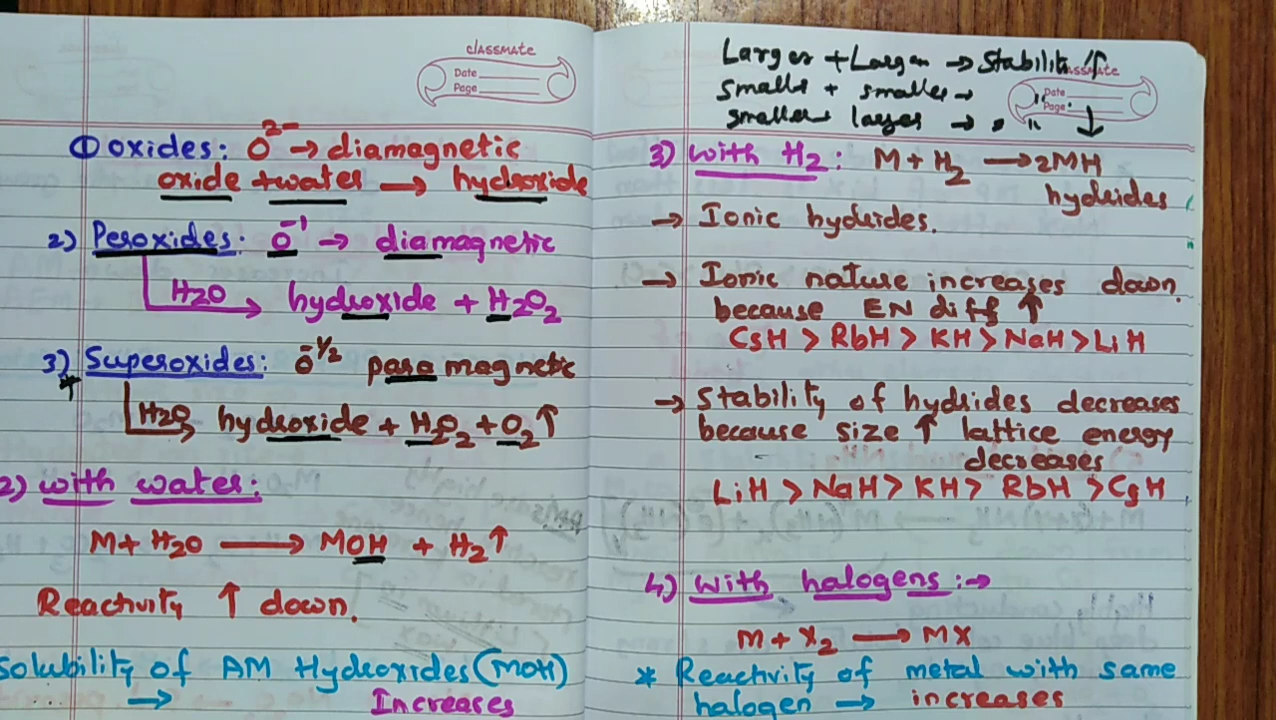 classmate
Date
Page
① oxides: O²⁻ → diamagnetic
oxide + water → hydroxide
2) Peroxides: O⁻¹ → diamagnetic
H2O → hydroxide + H₂O₂
3) Superoxides: O⁻¹/² paramagnetic
*
H2O → hydroxide + H₂O₂ + O₂ ↑
2) with water:
M + H2O → MOH + H₂ ↑
Reactivity ↑ down.
Solubility of AM Hydroxides (MOH)
→ Increases
Larger + Larger → Stability ↑
smaller + smaller → "
smaller larger → " " ↓
classmate
Date
Page
3) with H₂: M + H₂ → 2MH
hydrides
→ Ionic hydrides.
→ Ionic nature increases down
because EN diff ↑
CsH > RbH > KH > NaH > LiH
→ Stability of hydrides decreases
because size ↑ lattice energy
decreases
LiH > NaH > KH > RbH > CsH
4) with halogens: →
M + X₂ → MX
* Reactivity of metal with same
halogen → increases